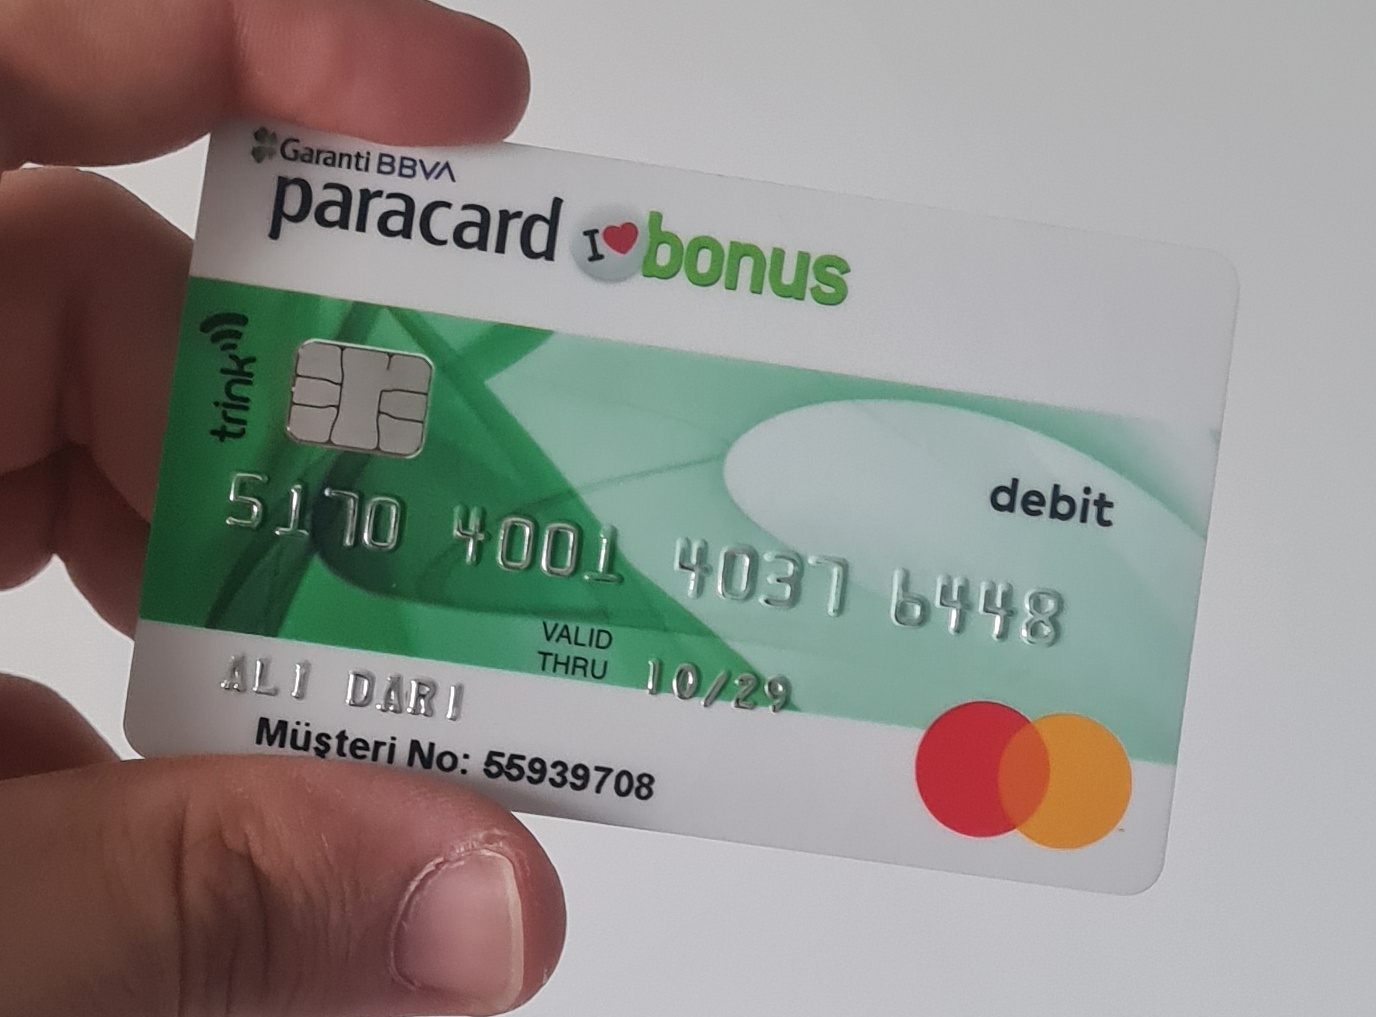 Garanti BBVA
paracard I bonus
trink
debit
5170 4001 4037 6448
VALID
THRU 10/29
ALI DARI
Müşteri No: 55939708